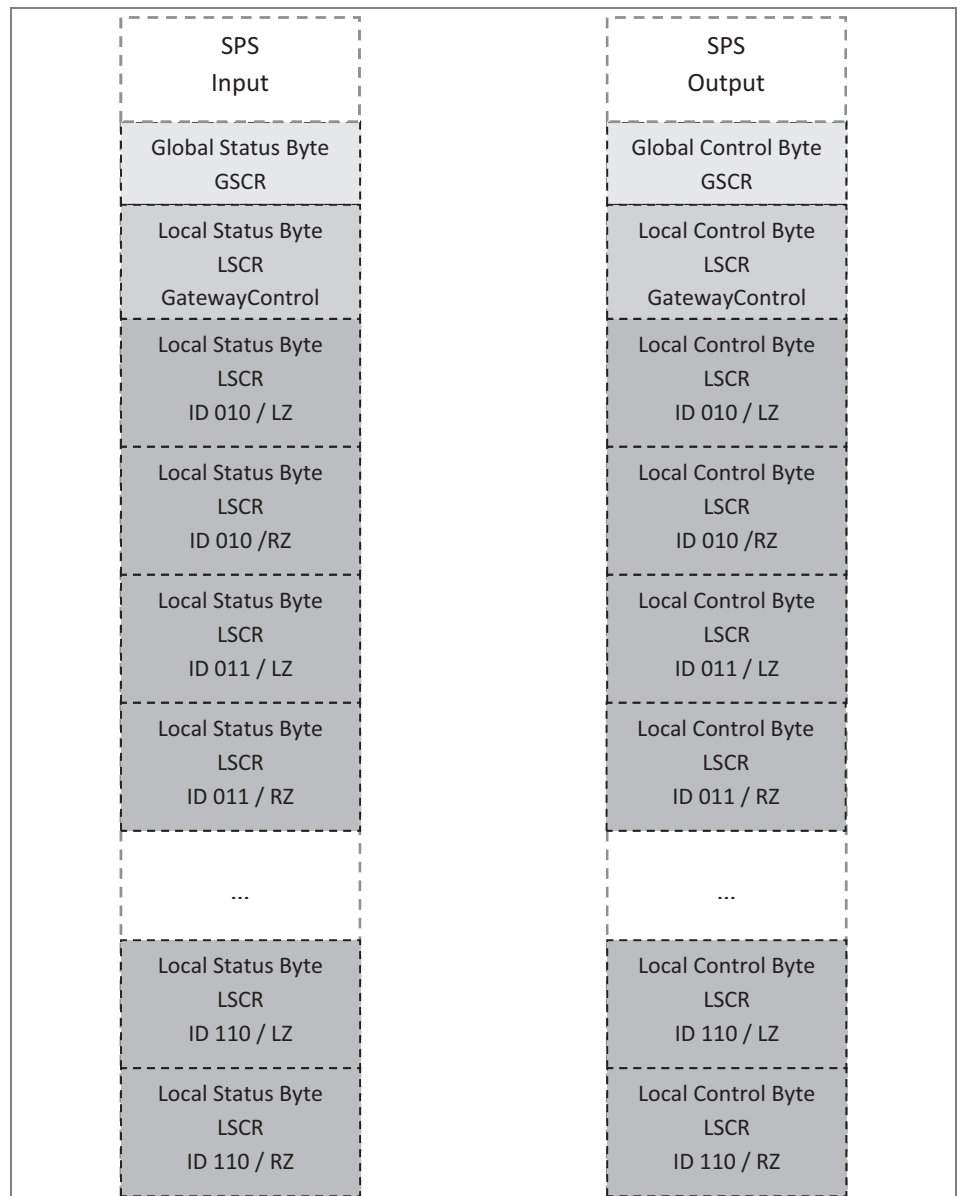 SPS
Input
Global Status Byte
GSCR
Local Status Byte
LSCR
GatewayControl
Local Status Byte
LSCR
ID 010 / LZ
Local Status Byte
LSCR
ID 010 /RZ
Local Status Byte
LSCR
ID 011 / LZ
Local Status Byte
LSCR
ID 011 / RZ
...
Local Status Byte
LSCR
ID 110 / LZ
Local Status Byte
LSCR
ID 110 / RZ
SPS
Output
Global Control Byte
GSCR
Local Control Byte
LSCR
GatewayControl
Local Control Byte
LSCR
ID 010 / LZ
Local Control Byte
LSCR
ID 010 /RZ
Local Control Byte
LSCR
ID 011 / LZ
Local Control Byte
LSCR
ID 011 / RZ
...
Local Control Byte
LSCR
ID 110 / LZ
Local Control Byte
LSCR
ID 110 / RZ